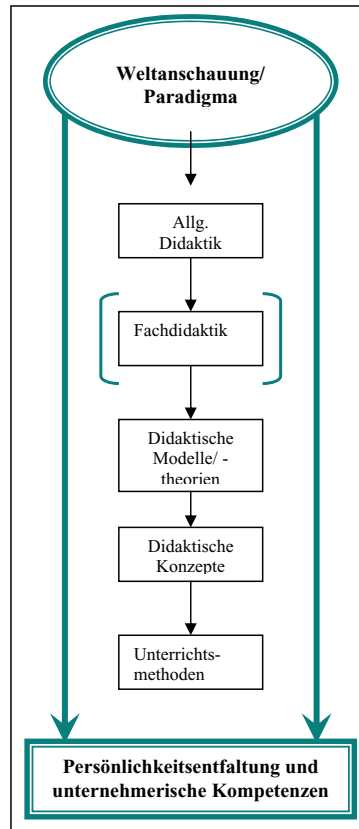 Weltanschauung/
Paradigma
Allg.
Didaktik
Fachdidaktik
Didaktische
Modelle/ -
theorien
Didaktische
Konzepte
Unterrichts-
methoden
Persönlichkeitsentfaltung und
unternehmerische Kompetenzen